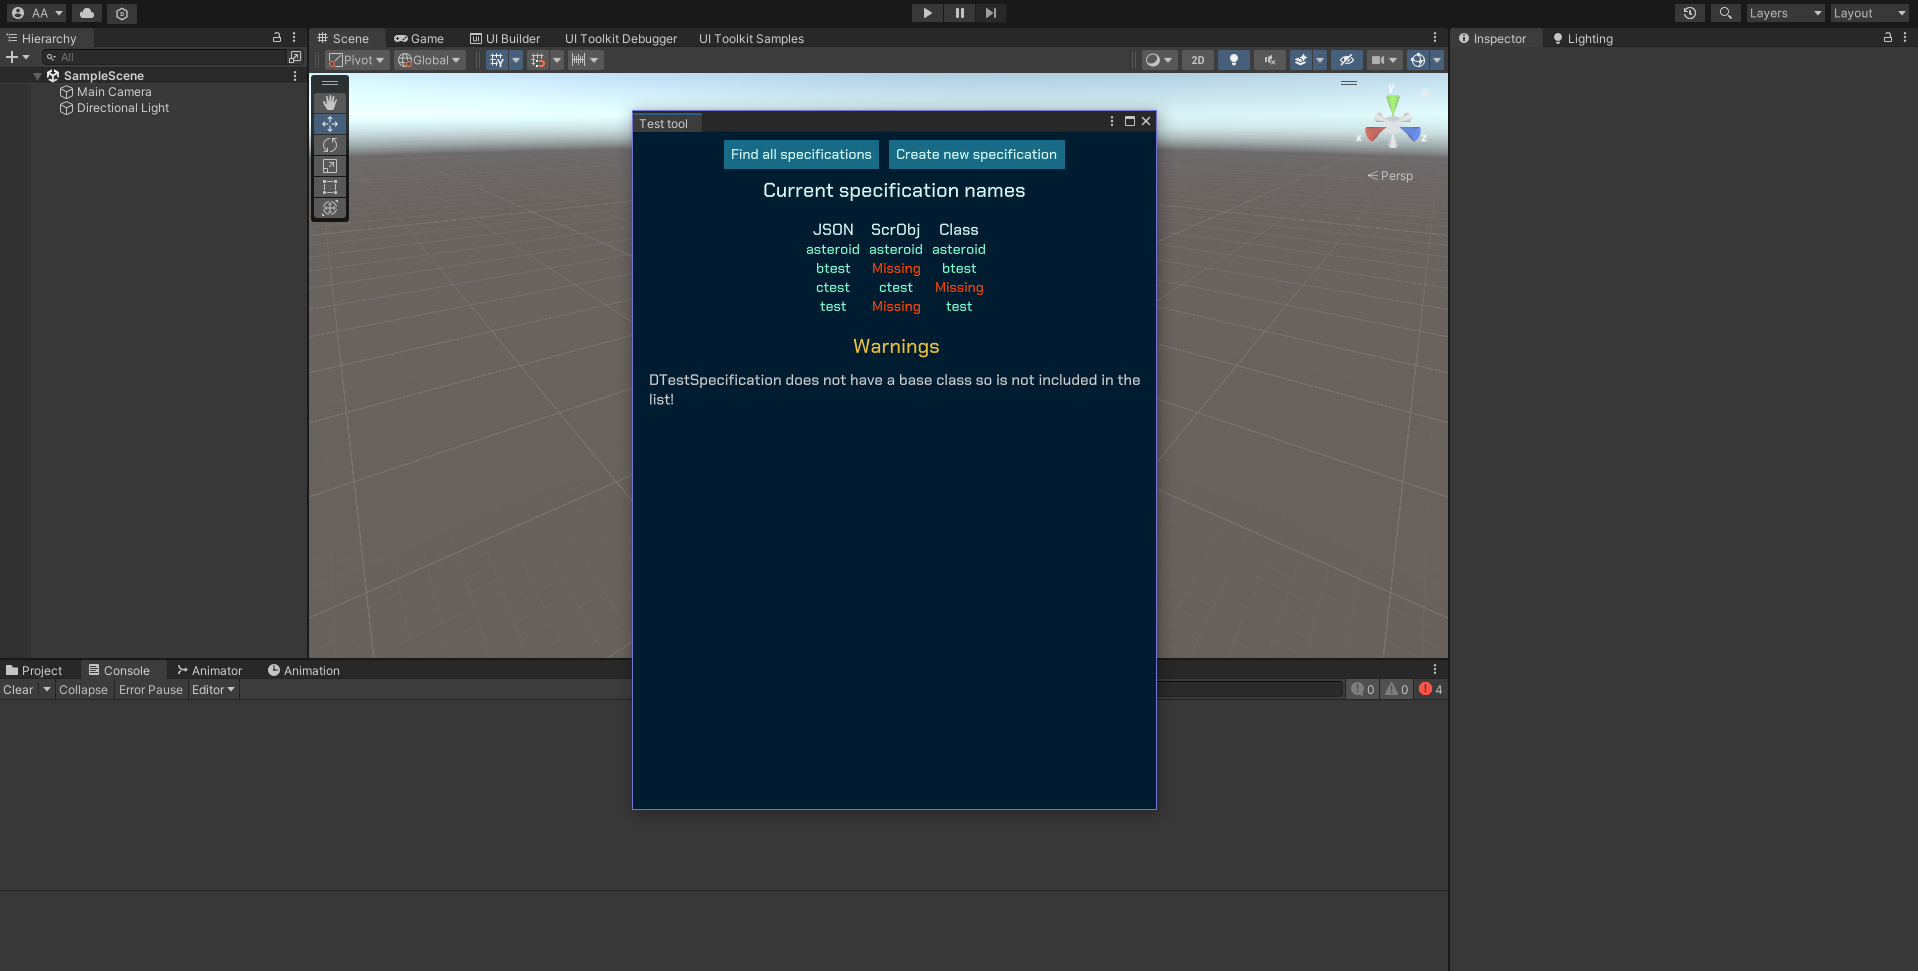 AA
Layers
Layout
Hierarchy
Scene
Game
UI Builder
UI Toolkit Debugger
UI Toolkit Samples
Inspector
Lighting
All
Pivot
Global
2D
SampleScene
Main Camera
Directional Light
y
x
z
Persp
Test tool
Find all specifications
Create new specification
Current specification names
JSON ScrObj Class
asteroid asteroid asteroid
btest Missing btest
ctest ctest Missing
test Missing test
Warnings
DTestSpecification does not have a base class so is not included in the
list!
Project
Console
Animator
Animation
Clear
Collapse
Error Pause
Editor
0
0
4